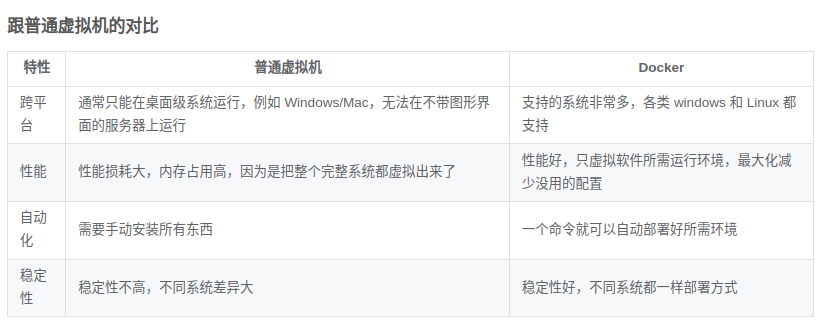 跟普通虚拟机的对比
特性 普通虚拟机 Docker
跨平台 通常只能在桌面级系统运行，例如 Windows/Mac，无法在不带图形界面的服务器上运行 支持的系统非常多，各类 windows 和 Linux 都支持
性能 性能损耗大，内存占用高，因为是把整个完整系统都虚拟出来了 性能好，只虚拟软件所需运行环境，最大化减少没用的配置
自动化 需要手动安装所有东西 一个命令就可以自动部署好所需环境
稳定性 稳定性不高，不同系统差异大 稳定性好，不同系统都一样部署方式